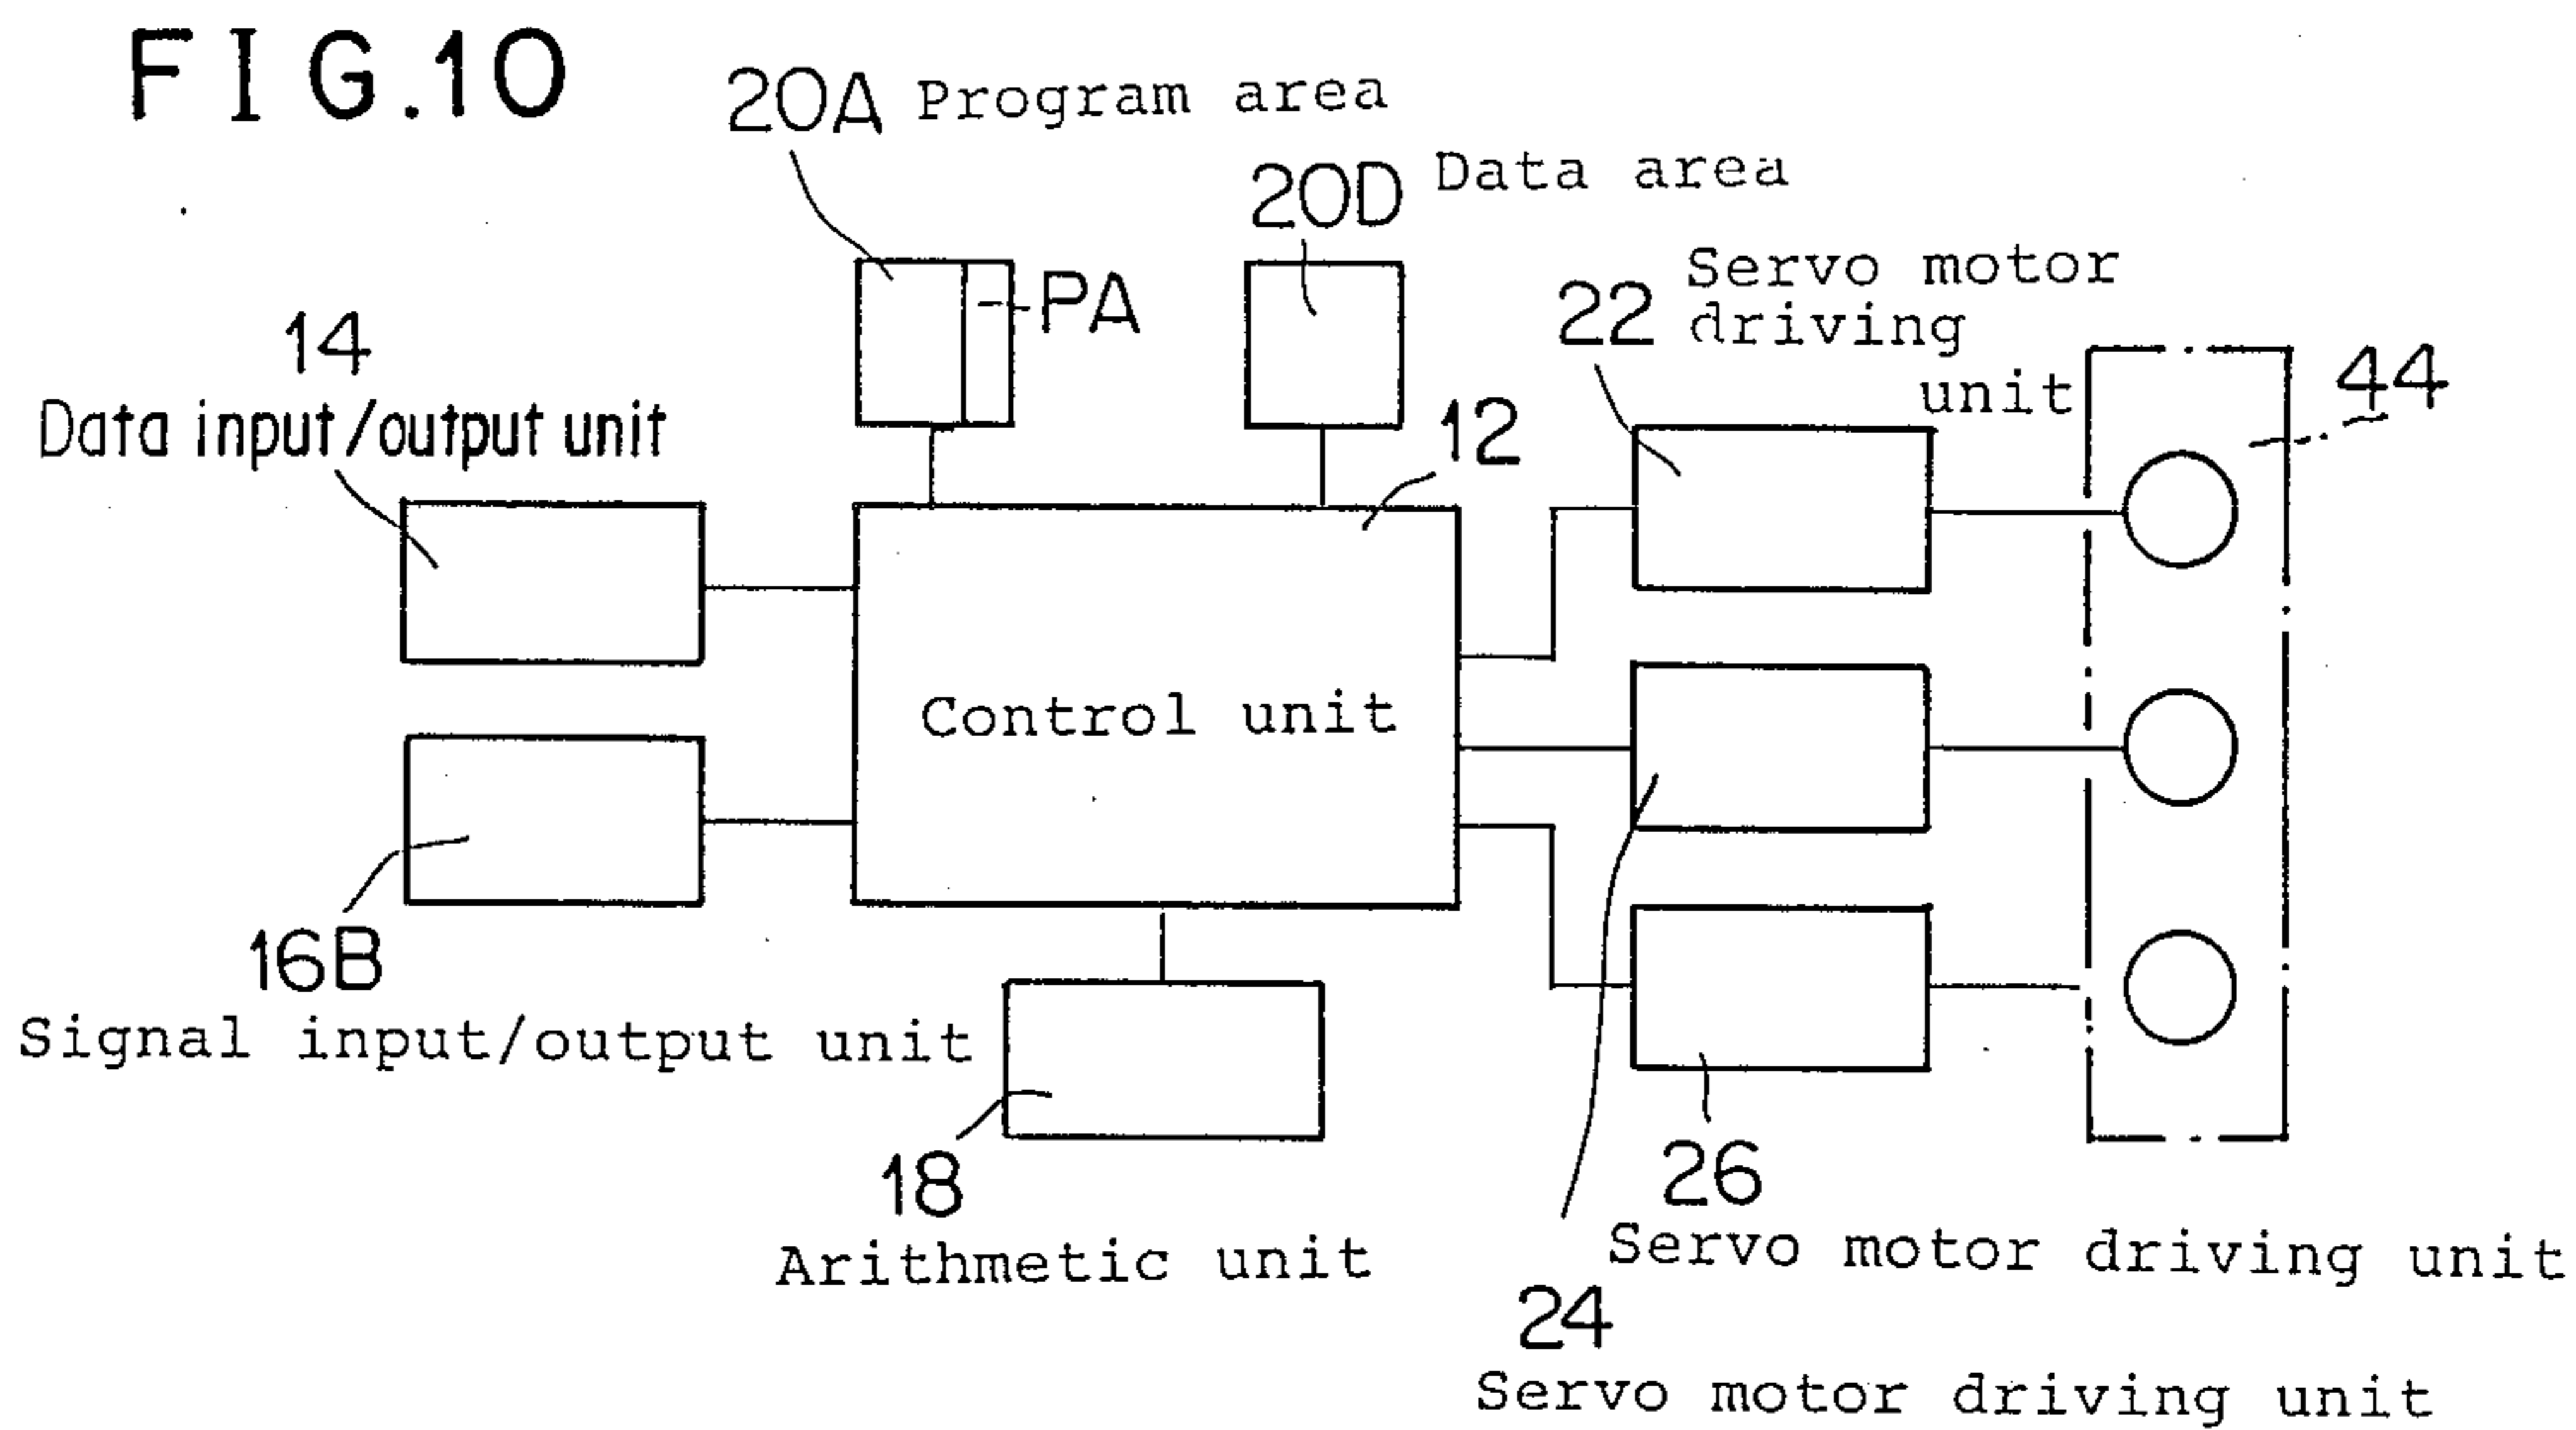 FIG.10
20A Program area
20D Data area
PA
22 Servo motor
driving
unit
44
14
Data input/output unit
12
Control unit
16B
Signal input/output unit
18
Arithmetic unit
26
Servo motor driving unit
24
Servo motor driving unit